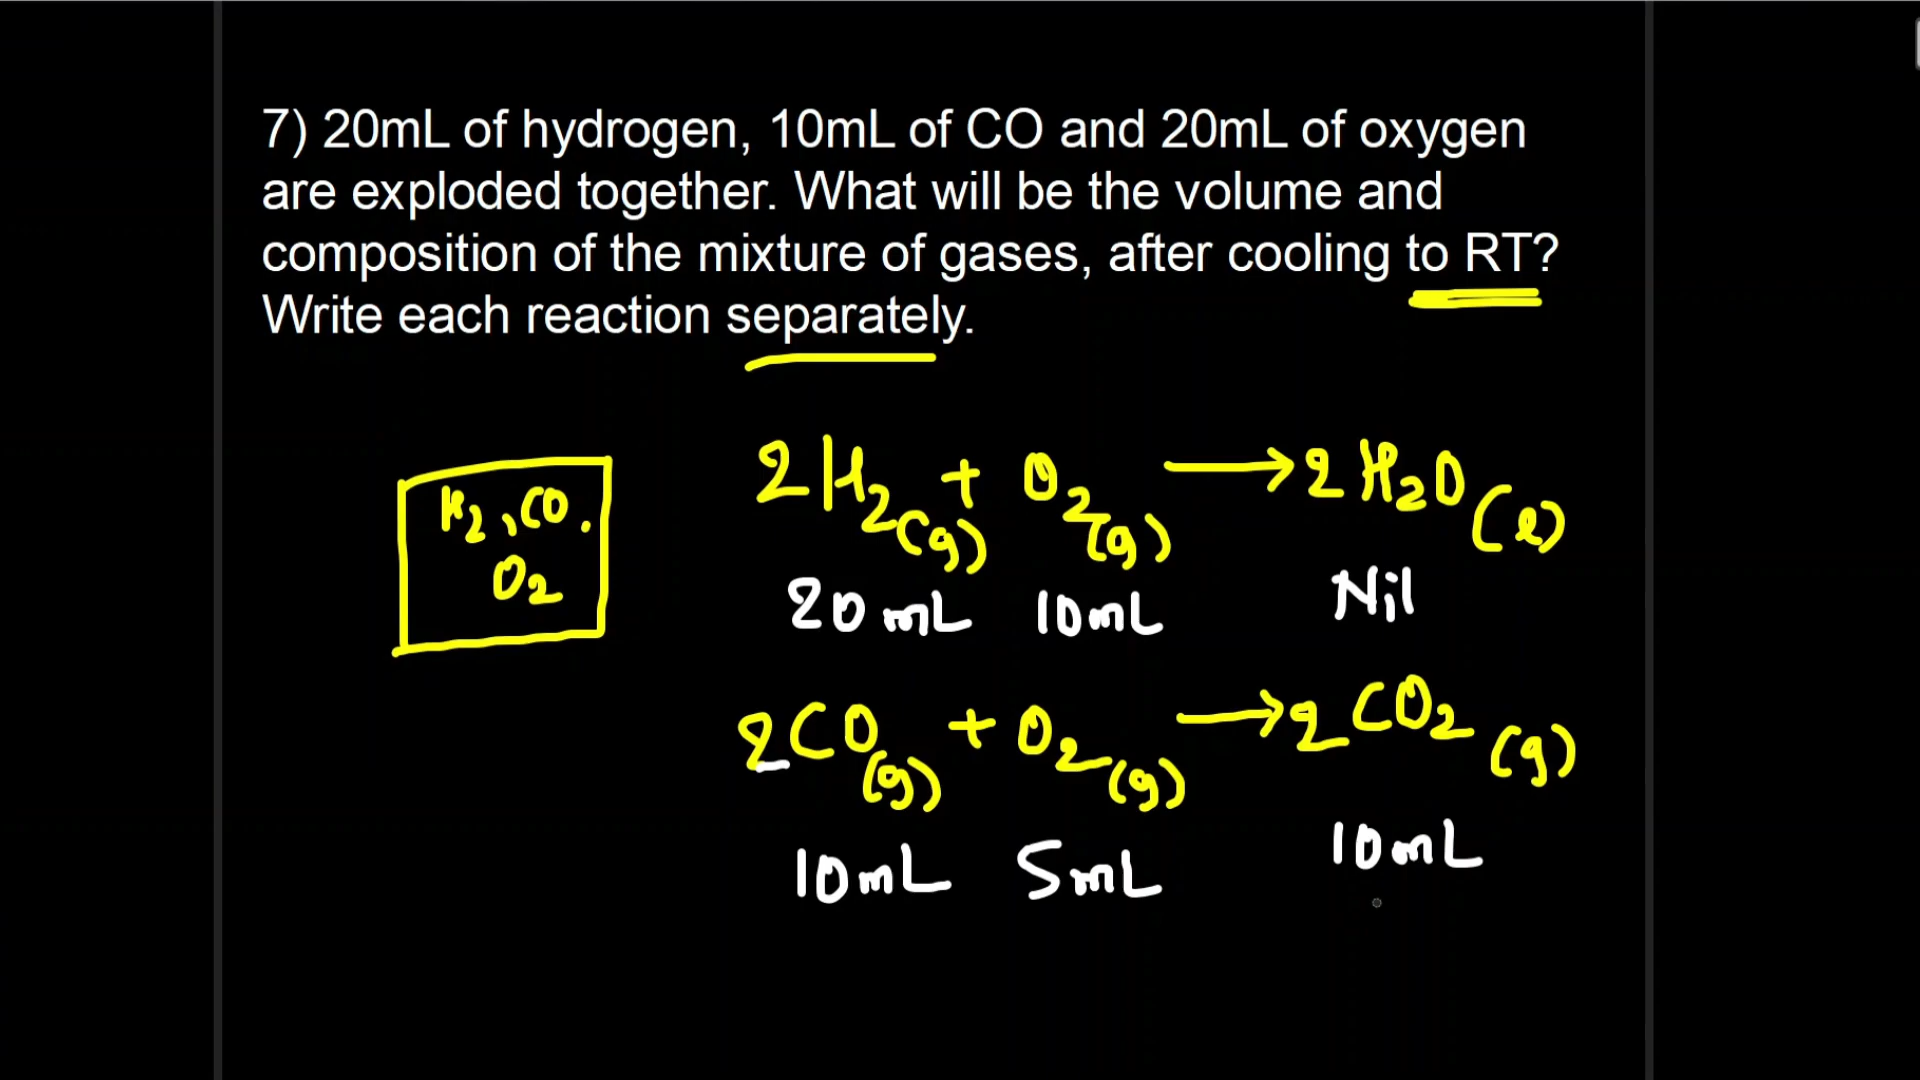 7) 20mL of hydrogen, 10mL of CO and 20mL of oxygen
are exploded together. What will be the volume and
composition of the mixture of gases, after cooling to RT?
Write each reaction separately.
H₂, CO.
O₂
2H₂(g) + O₂(g) → 2H₂O(l)
20mL 10mL Nil
2CO(g) + O₂(g) → 2CO₂(g)
10mL 5mL 10mL